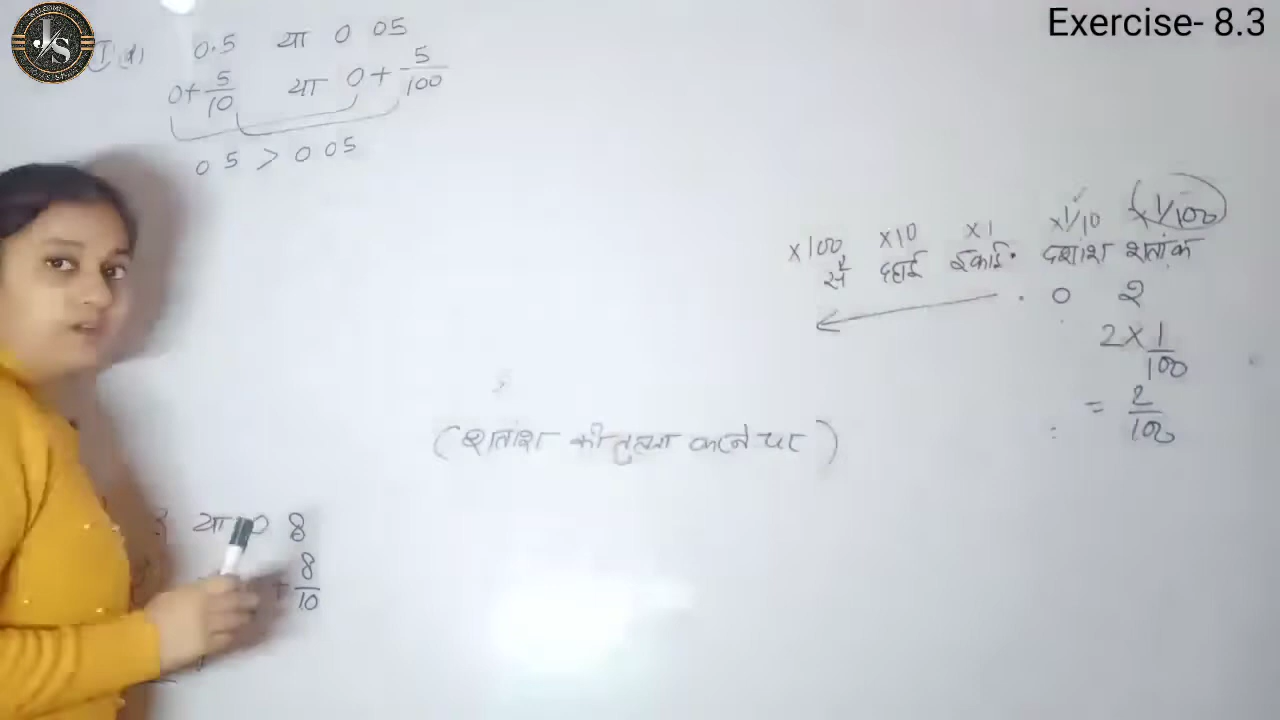 Exercise- 8.3
WELCOME
J/S
0.5 या 0 05
0+ 5/10 या 0+ 5/100
0 5 > 0 05
×100 ×10 ×1 ×1/10 ×1/100
सै दहाई इकाई. दशांश शतांक
. 0 2
2 × 1/100
= 2/100
(शतांश की तुलना करने पर)
या 0 8
+ 8/10